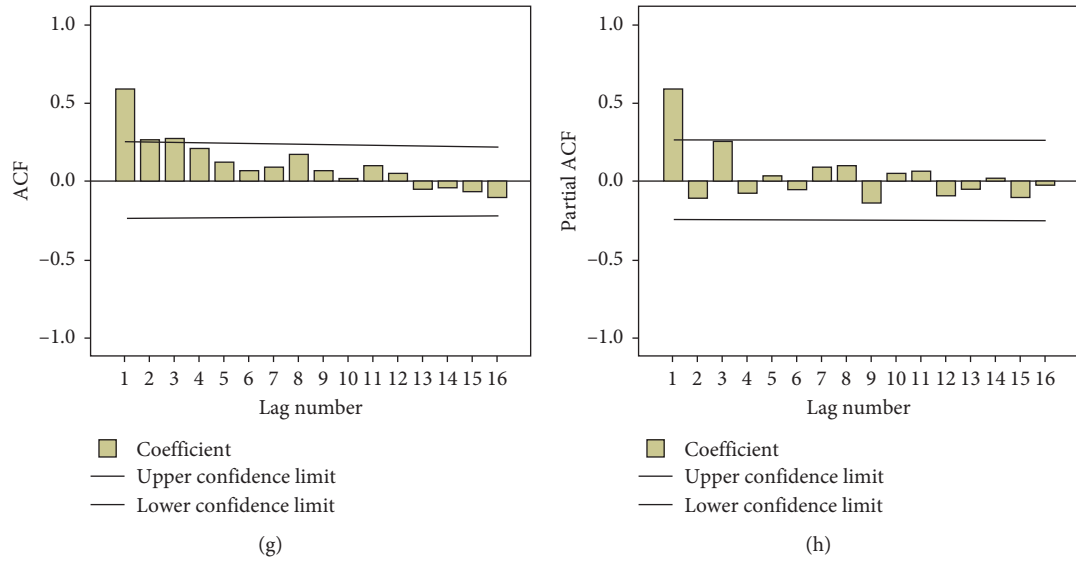 1.0
0.5
0.0
–0.5
–1.0
ACF
1 2 3 4 5 6 7 8 9 10 11 12 13 14 15 16
Lag number
Coefficient
Upper confidence limit
Lower confidence limit
(g)
1.0
0.5
0.0
–0.5
–1.0
Partial ACF
1 2 3 4 5 6 7 8 9 10 11 12 13 14 15 16
Lag number
Coefficient
Upper confidence limit
Lower confidence limit
(h)